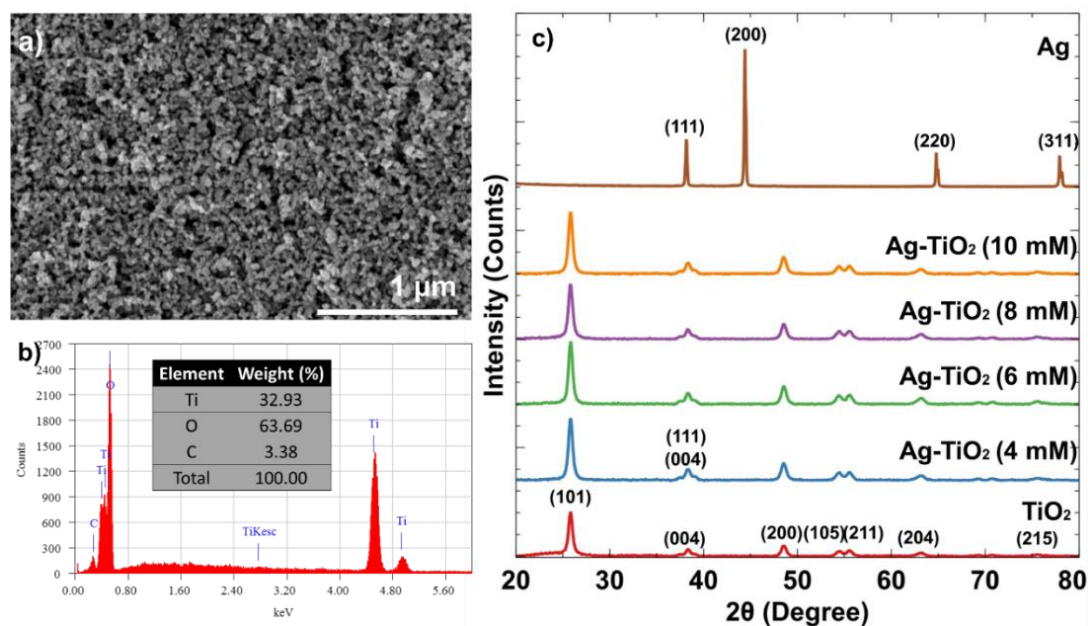 a)
1 µm
b)
2700
2400
2100
1800
1500
1200
900
600
300
0.00 0.80 1.60 2.40 3.20 4.00 4.80 5.60
Counts
keV
C
Ti
Ti
O
TiKesc
Ti
Ti
Element Weight (%)
Ti 32.93
O 63.69
C 3.38
Total 100.00
c)
Ag
(111)
(200)
(220)
(311)
Ag-TiO₂ (10 mM)
Ag-TiO₂ (8 mM)
Ag-TiO₂ (6 mM)
(111)
(004)
Ag-TiO₂ (4 mM)
(101)
TiO₂
(004)
(200)
(105)
(211)
(204)
(215)
20 30 40 50 60 70 80
Intensity (Counts)
2θ (Degree)